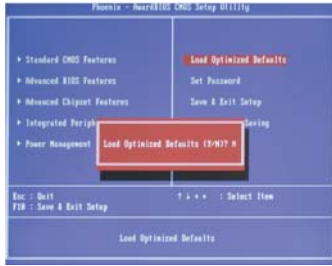 Phoenix - AwardBIOS CMOS Setup Utility
▸ Standard CMOS Features
▸ Advanced BIOS Features
▸ Advanced Chipset Features
▸ Integrated Periph
▸ Power Management
Load Optimized Defaults
Set Password
Save & Exit Setup
Saving
Load Optimized Defaults (Y/N)? N
Esc : Quit
F10 : Save & Exit Setup
: Select Item
Load Optimized Defaults